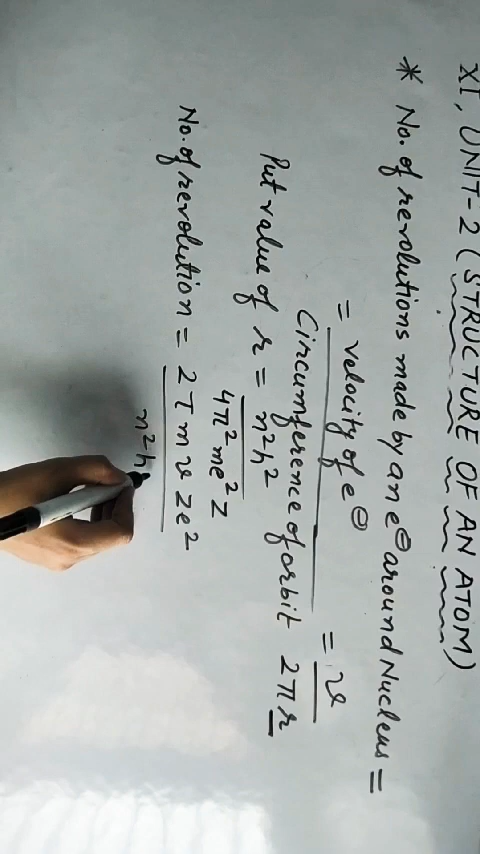 XI, UNIT-2 (STRUCTURE OF AN ATOM)
* No. of revolutions made by an e⊖ around Nucleus =
= velocity of e⊖ / Circumference of orbit = v / 2πr
Put value of r = n²h² / 4π²me²z
No. of revolution = 2πmvze² / n²h